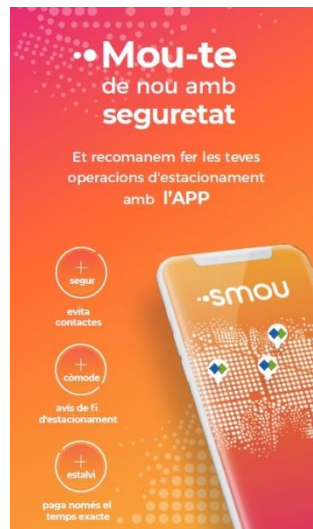 Mou-te
de nou amb
seguretat
Et recomanem fer les teves
operacions d'estacionament
amb l'APP
+
segur
evita
contactes
+
còmode
avís de fi
d'estacionament
+
estalvi
paga només el
temps exacte
smou